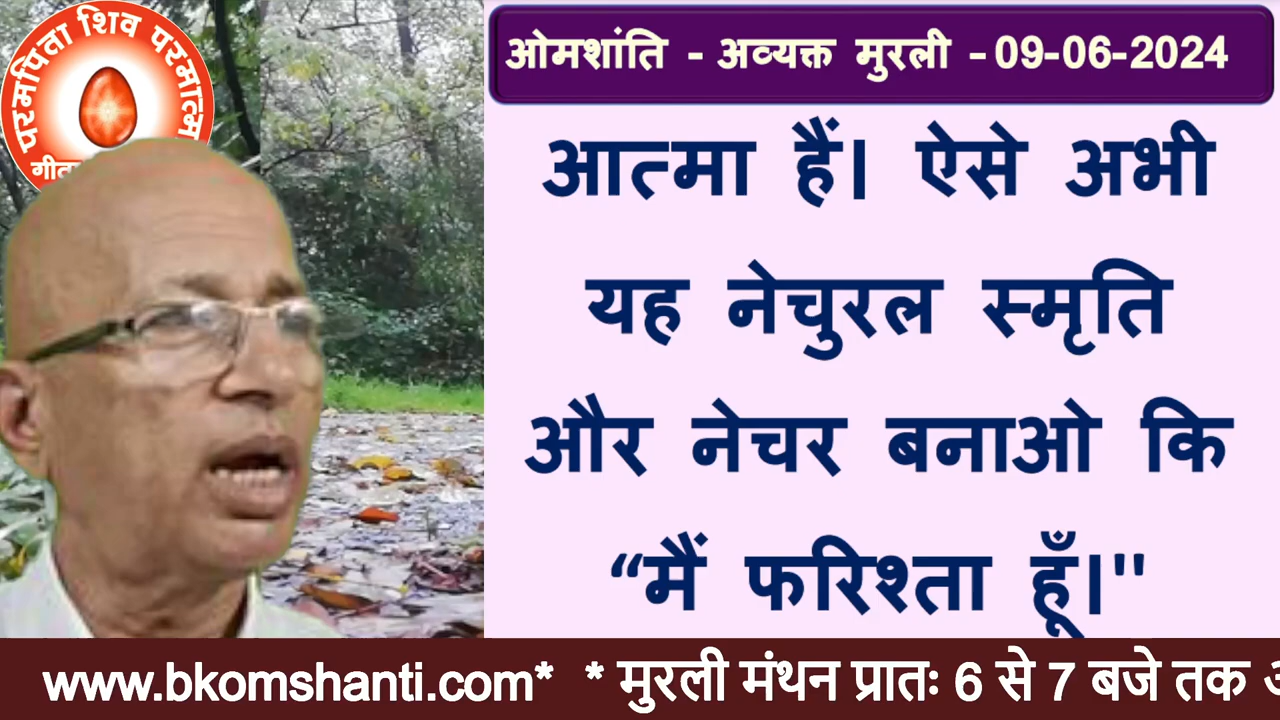 परमपिता शिव परमात्म
ओमशांति - अव्यक्त मुरली - 09-06-2024
आत्मा हैं। ऐसे अभी
यह नेचुरल स्मृति
और नेचर बनाओ कि
“मैं फरिश्ता हूँ।"
www.bkomshanti.com* * मुरली मंथन प्रातः 6 से 7 बजे तक